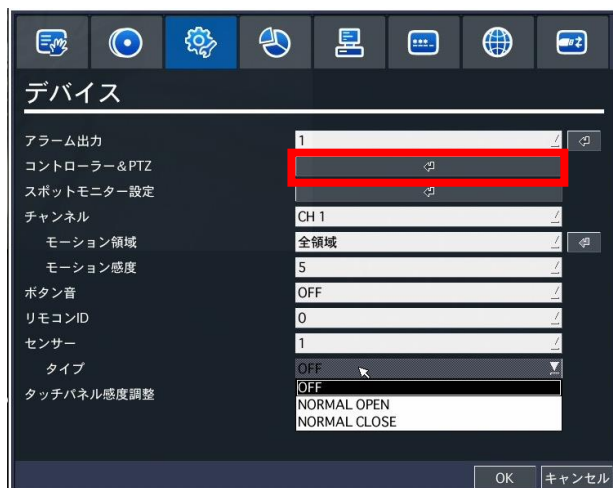 デバイス
アラーム出力 1
コントローラー&PTZ
スポットモニター設定
チャンネル CH 1
モーション領域 全領域
モーション感度 5
ボタン音 OFF
リモコンID 0
センサー 1
タイプ OFF
タッチパネル感度調整 OFF
NORMAL OPEN
NORMAL CLOSE
OK キャンセル